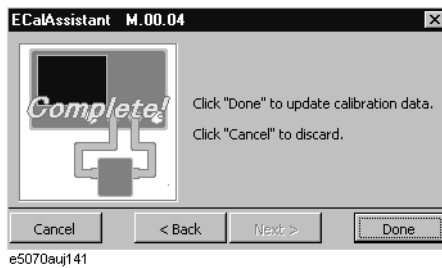 ECalAssistant M.00.04
Complete!
Click "Done" to update calibration data.
Click "Cancel" to discard.
Cancel
< Back
Next >
Done
e5070auj141